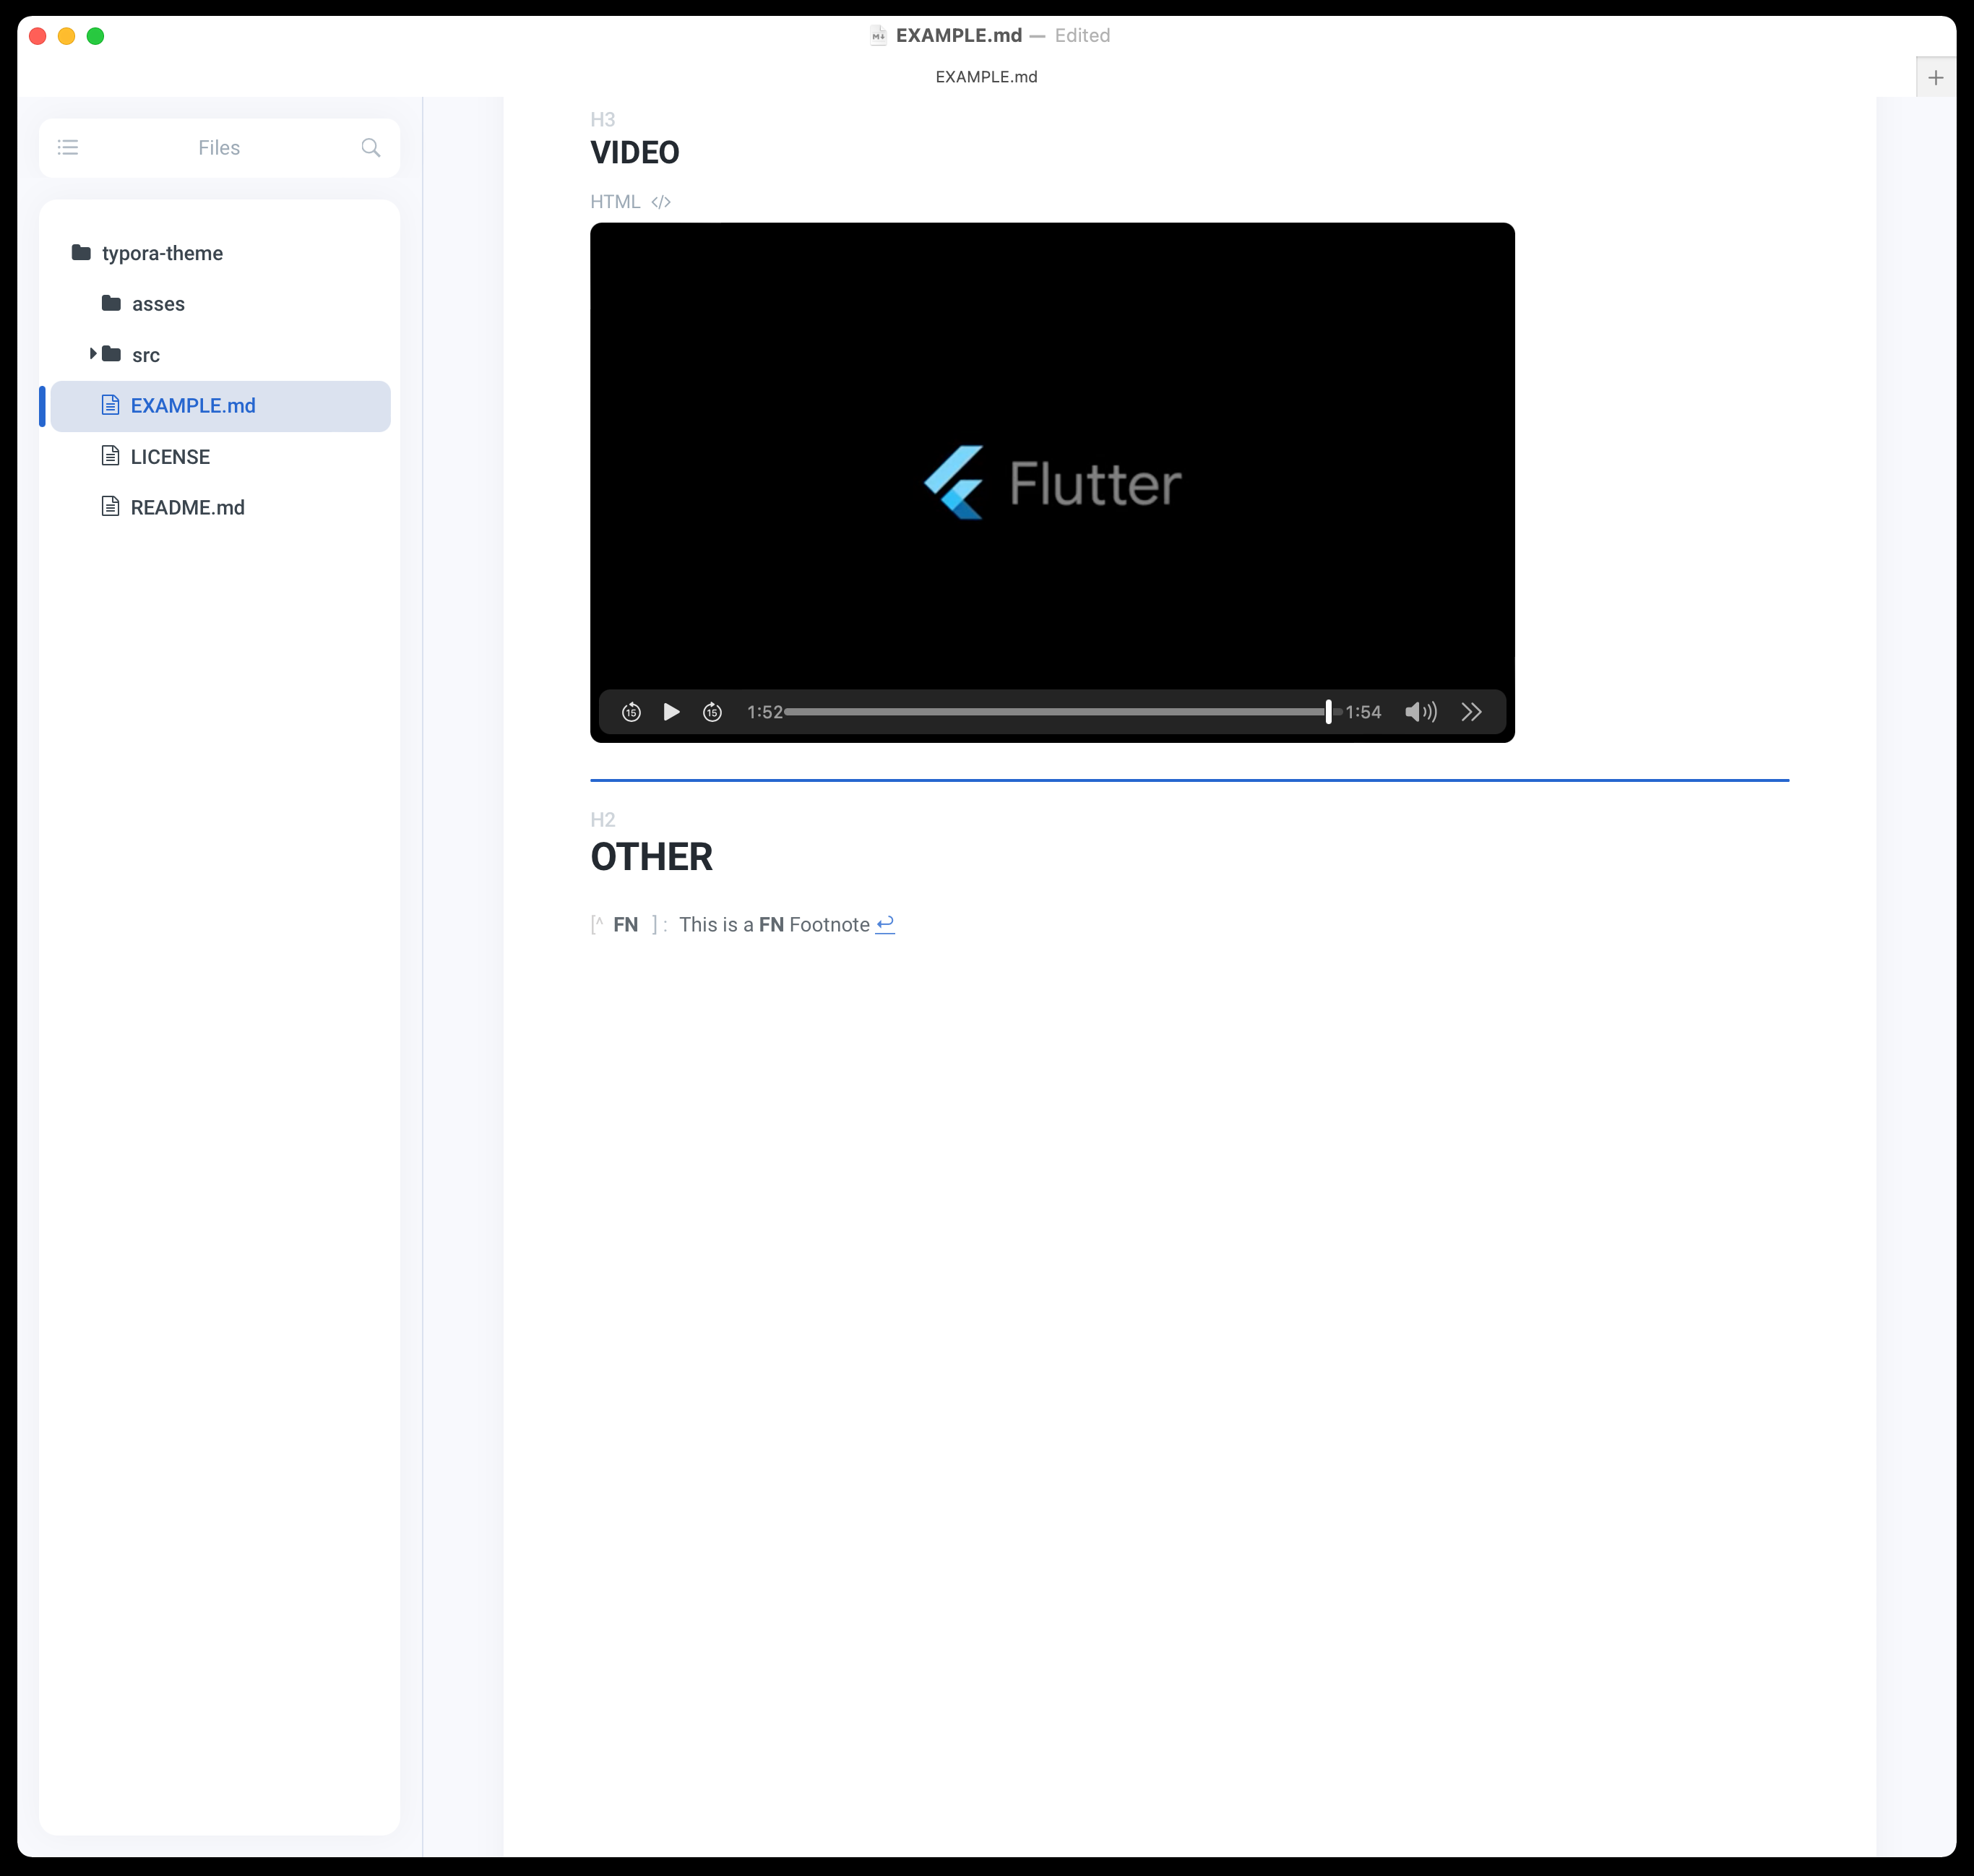 EXAMPLE.md — Edited
EXAMPLE.md
Files
typora-theme
asses
src
EXAMPLE.md
LICENSE
README.md
H3
VIDEO
HTML </>
Flutter
15 15 1:52 1:54
H2
OTHER
[^ FN ] : This is a FN Footnote ↩